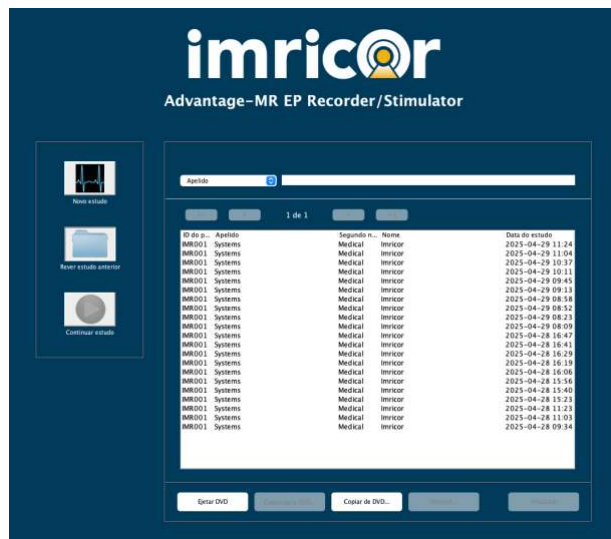 imricor
Advantage-MR EP Recorder/Stimulator
Novo estudo
Rever estudo anterior
Continuar estudo
Apelido
1 de 1
ID do p... Apelido Segundo n... Nome Data do estudo
IMR001 Systems Medical Imricor 2025-04-29 11:24
IMR001 Systems Medical Imricor 2025-04-29 11:04
IMR001 Systems Medical Imricor 2025-04-29 10:37
IMR001 Systems Medical Imricor 2025-04-29 10:11
IMR001 Systems Medical Imricor 2025-04-29 09:45
IMR001 Systems Medical Imricor 2025-04-29 09:13
IMR001 Systems Medical Imricor 2025-04-29 08:58
IMR001 Systems Medical Imricor 2025-04-29 08:52
IMR001 Systems Medical Imricor 2025-04-29 08:23
IMR001 Systems Medical Imricor 2025-04-29 08:09
IMR001 Systems Medical Imricor 2025-04-28 16:47
IMR001 Systems Medical Imricor 2025-04-28 16:41
IMR001 Systems Medical Imricor 2025-04-28 16:29
IMR001 Systems Medical Imricor 2025-04-28 16:19
IMR001 Systems Medical Imricor 2025-04-28 16:06
IMR001 Systems Medical Imricor 2025-04-28 15:56
IMR001 Systems Medical Imricor 2025-04-28 15:40
IMR001 Systems Medical Imricor 2025-04-28 15:23
IMR001 Systems Medical Imricor 2025-04-28 11:23
IMR001 Systems Medical Imricor 2025-04-28 11:03
IMR001 Systems Medical Imricor 2025-04-28 09:34
Ejetar DVD Copiar de DVD...